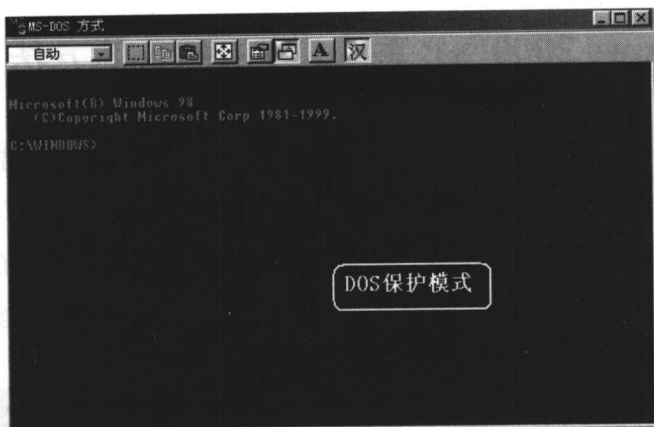 MS-DOS 方式
自动 A 汉
Microsoft(R) Windows 98
(C)Copyright Microsoft Corp 1981-1999.
C:\WINDOWS>
DOS保护模式